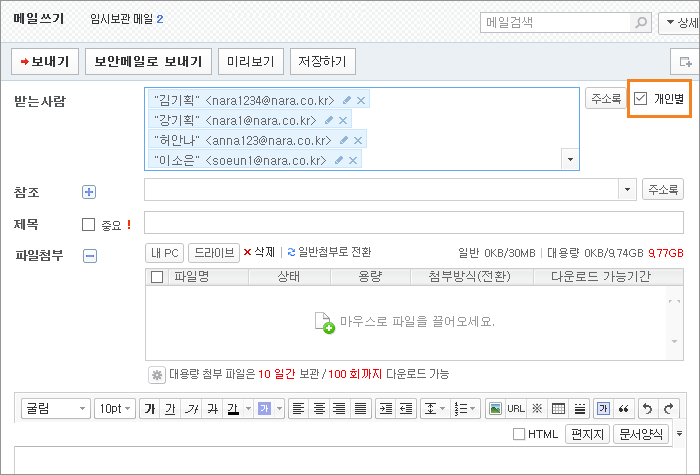 메일쓰기 임시보관 메일 2 메일검색 상세
보내기 보안메일로 보내기 미리보기 저장하기
받는사람 "김기획" <nara1234@nara.co.kr> 주소록 개인별
"강기획" <nara1@nara.co.kr>
"허안나" <anna123@nara.co.kr>
"이소은" <soeun1@nara.co.kr>
참조 주소록
제목 중요 !
파일첨부 내 PC 드라이브 삭제 | 일반첨부로 전환 일반 0KB/30MB | 대용량 0KB/9,74GB 9,77GB
파일명 상태 용량 첨부방식(전환) 다운로드 가능기간
마우스로 파일을 끌어오세요.
대용량 첨부 파일은 10 일간 보관 / 100 회까지 다운로드 가능
굴림 10pt 가 가 가 가 가 가 URL ※ 가 “
HTML 편지지 문서양식